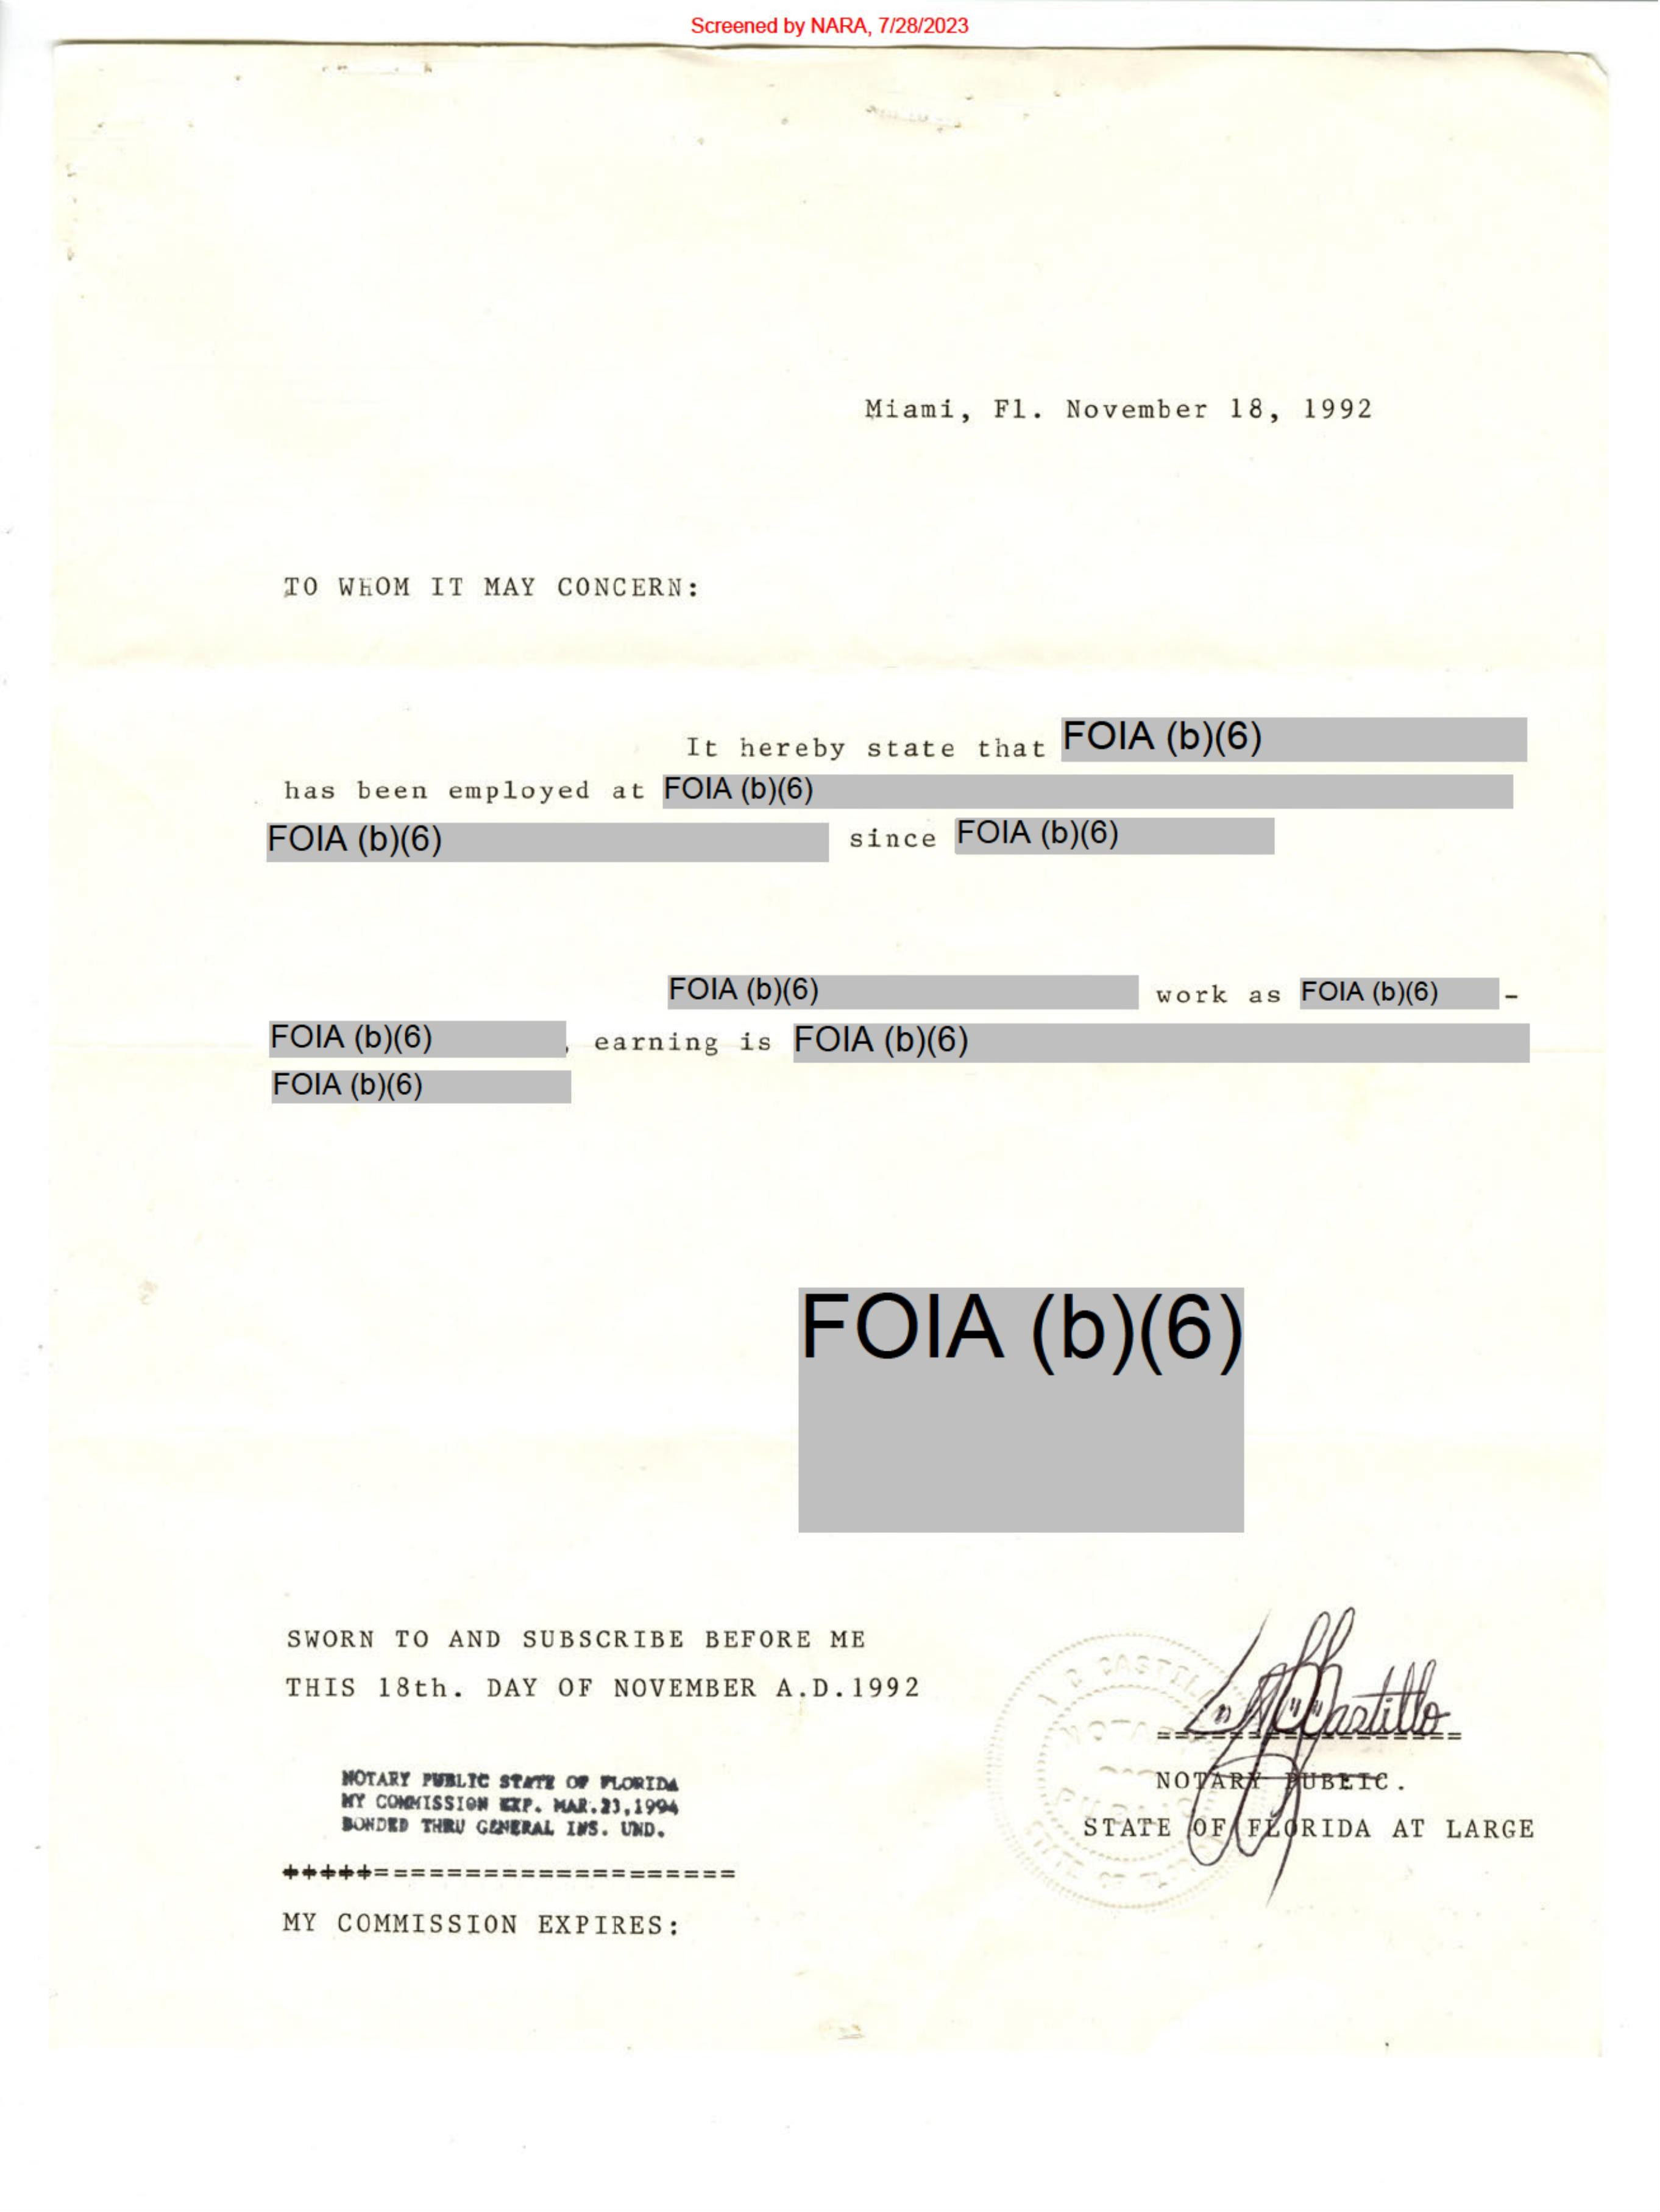 Screened by NARA, 7/28/2023
Miami, Fl. November 18, 1992
TO WHOM IT MAY CONCERN:
It hereby state that FOIA (b)(6)
has been employed at FOIA (b)(6)
FOIA (b)(6) since FOIA (b)(6)
FOIA (b)(6) work as FOIA (b)(6) -
FOIA (b)(6), earning is FOIA (b)(6)
FOIA (b)(6)
FOIA (b)(6)
SWORN TO AND SUBSCRIBE BEFORE ME
THIS 18th. DAY OF NOVEMBER A.D.1992
Castillo
NOTARY PUBLIC STATE OF FLORIDA
MY COMMISSION EXP. MAR.23,1994
BONDED THRU GENERAL INS. UND.
NOTARY PUBLIC.
STATE OF FLORIDA AT LARGE
+++++====================
MY COMMISSION EXPIRES: